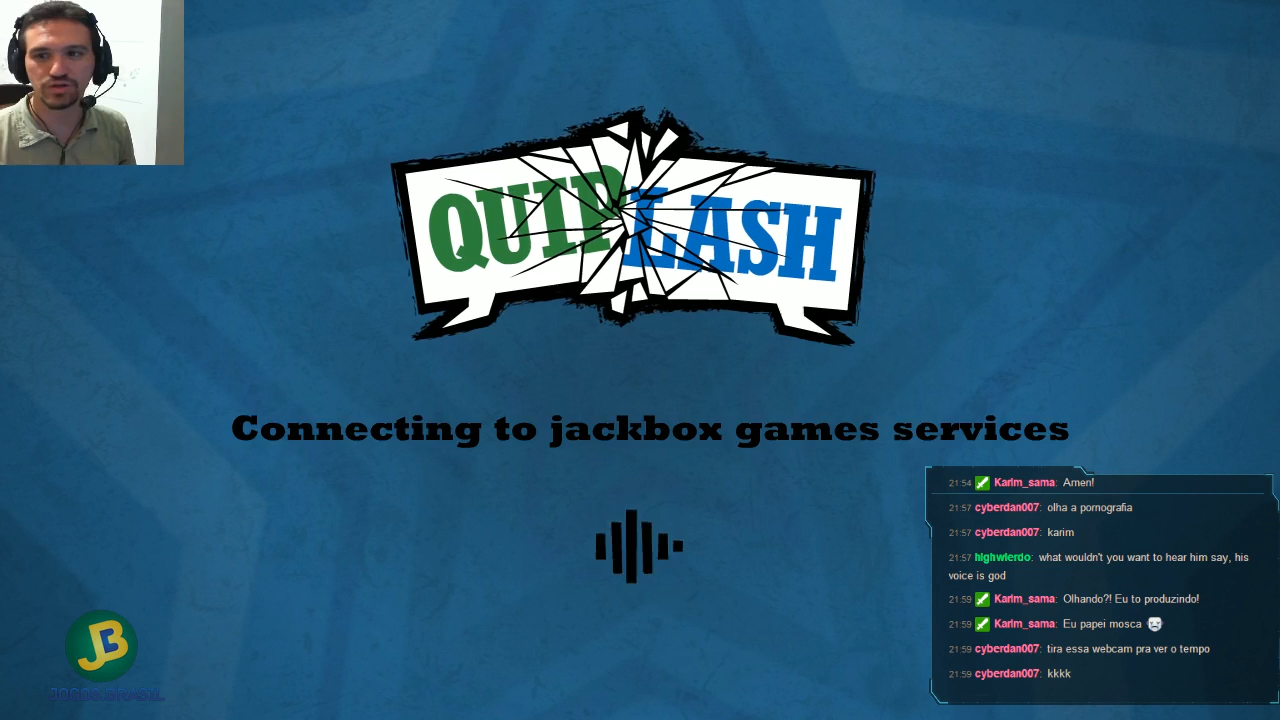 QUIPLASH
Connecting to jackbox games services
21:54 Karim_sama: Amen!
21:57 cyberdan007: olha a pornografia
21:57 cyberdan007: karim
21:57 highwierdo: what wouldn't you want to hear him say, his
voice is god
21:59 Karim_sama: Olhando?! Eu to produzindo!
21:59 Karim_sama: Eu papei mosca
21:59 cyberdan007: tira essa webcam pra ver o tempo
21:59 cyberdan007: kkkk
JB
JOGOS BRASIL